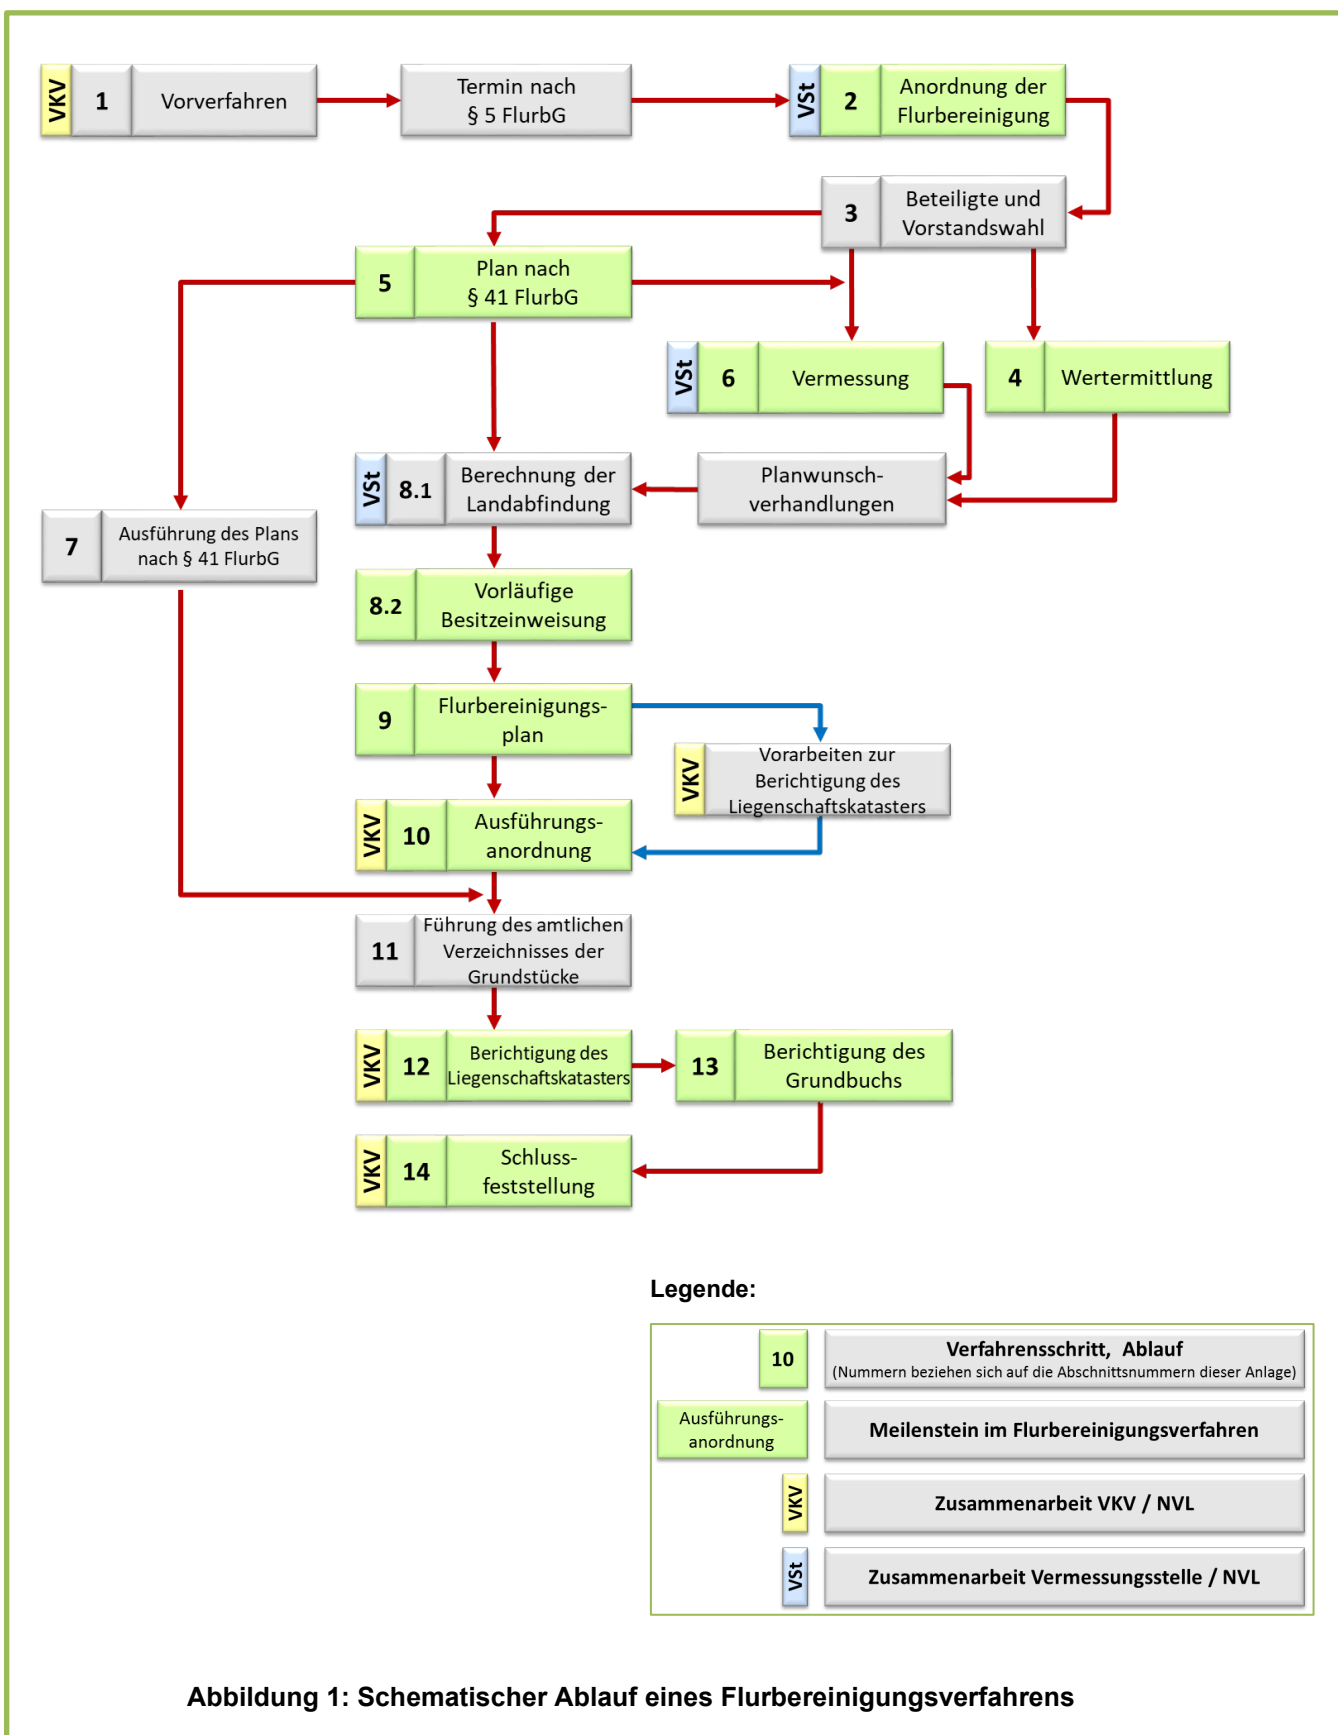 VKV
1
Vorverfahren
Termin nach
§ 5 FlurbG
VSt
2
Anordnung der
Flurbereinigung
3
Beteiligte und
Vorstandswahl
5
Plan nach
§ 41 FlurbG
VSt
6
Vermessung
4
Wertermittlung
VSt
8.1
Berechnung der
Landabfindung
Planwunsch-
verhandlungen
7
Ausführung des Plans
nach § 41 FlurbG
8.2
Vorläufige
Besitzeinweisung
9
Flurbereinigungs-
plan
VKV
Vorarbeiten zur
Berichtigung des
Liegenschaftskatasters
VKV
10
Ausführungs-
anordnung
11
Führung des amtlichen
Verzeichnisses der
Grundstücke
VKV
12
Berichtigung des
Liegenschaftskatasters
13
Berichtigung des
Grundbuchs
VKV
14
Schluss-
feststellung
Legende:
10
Verfahrensschritt, Ablauf
(Nummern beziehen sich auf die Abschnittsnummern dieser Anlage)
Ausführungs-
anordnung
Meilenstein im Flurbereinigungsverfahren
VKV
Zusammenarbeit VKV / NVL
VSt
Zusammenarbeit Vermessungsstelle / NVL
Abbildung 1: Schematischer Ablauf eines Flurbereinigungsverfahrens